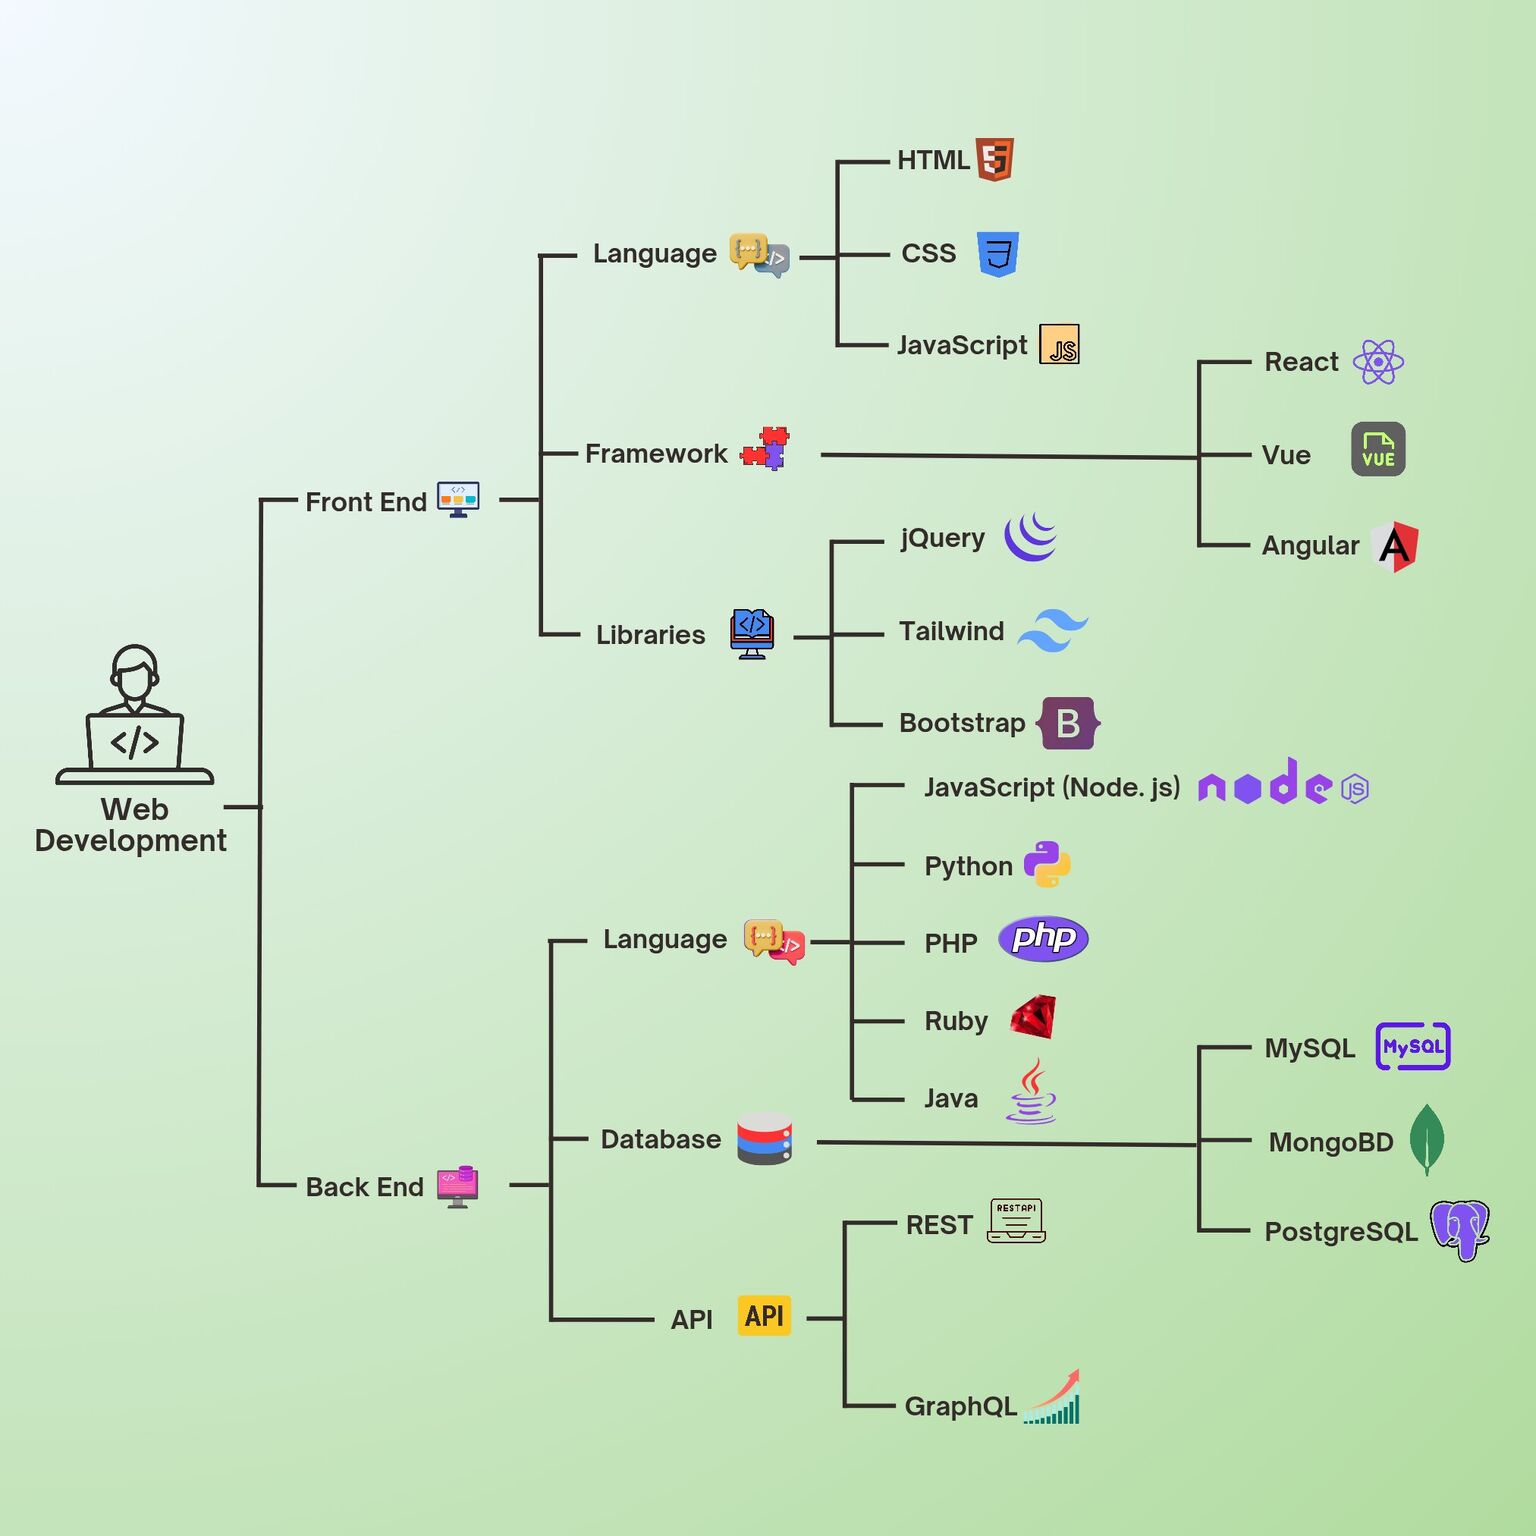 HTML
CSS
Language
JavaScript
JS
React
Framework
Vue
VUE
Front End
jQuery
Angular
A
Libraries
Tailwind
Bootstrap
B
Web
Development
JavaScript (Node. js)
node
JS
Python
Language
PHP
php
Ruby
Java
MySQL
MySQL
Database
MongoBD
Back End
REST
RESTAPI
PostgreSQL
API
API
GraphQL